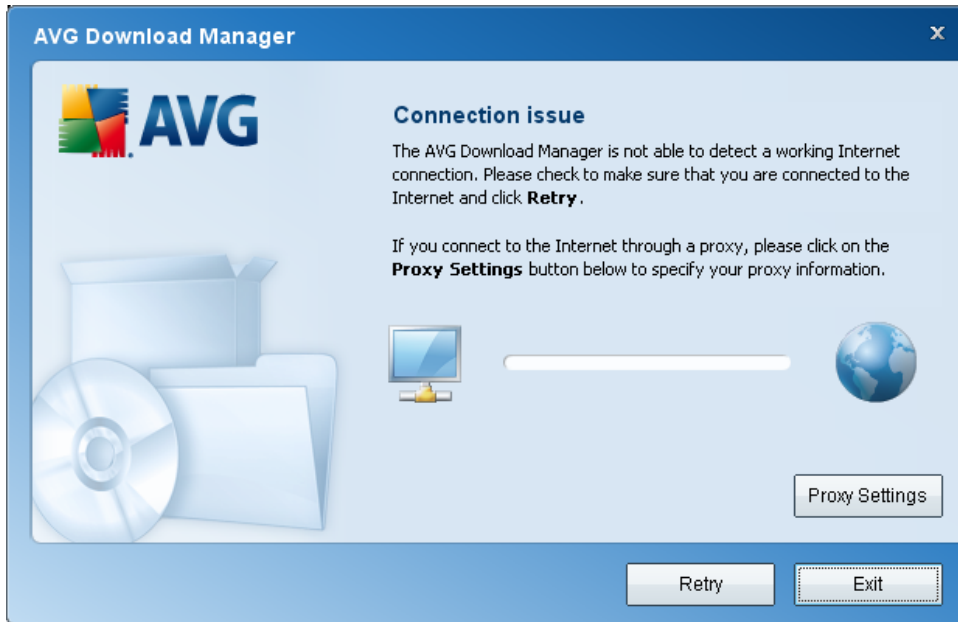 AVG Download Manager
x
AVG
Connection issue
The AVG Download Manager is not able to detect a working Internet
connection. Please check to make sure that you are connected to the
Internet and click Retry.
If you connect to the Internet through a proxy, please click on the
Proxy Settings button below to specify your proxy information.
Proxy Settings
Retry
Exit